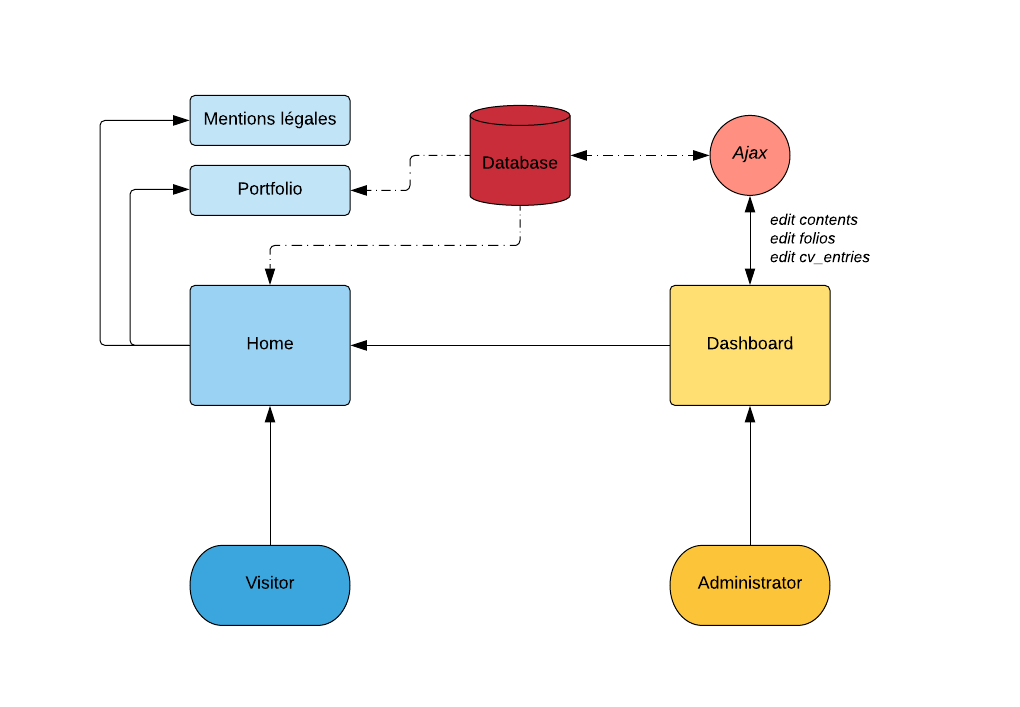 Mentions légales
Portfolio
Database
Ajax
edit contents
edit folios
edit cv_entries
Home
Dashboard
Visitor
Administrator